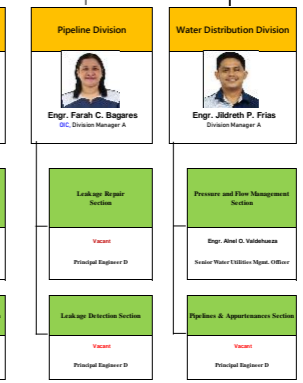 Pipeline Division
Engr. Farah C. Bagares
OIC, Division Manager A
Leakage Repair
Section
Vacant
Principal Engineer D
Leakage Detection Section
Vacant
Principal Engineer D
Water Distribution Division
Engr. Jildreth P. Frias
Division Manager A
Pressure and Flow Management
Section
Engr. Alnel O. Valdehueza
Senior Water Utilities Mgmt. Officer
Pipelines & Appurtenances Section
Vacant
Principal Engineer D